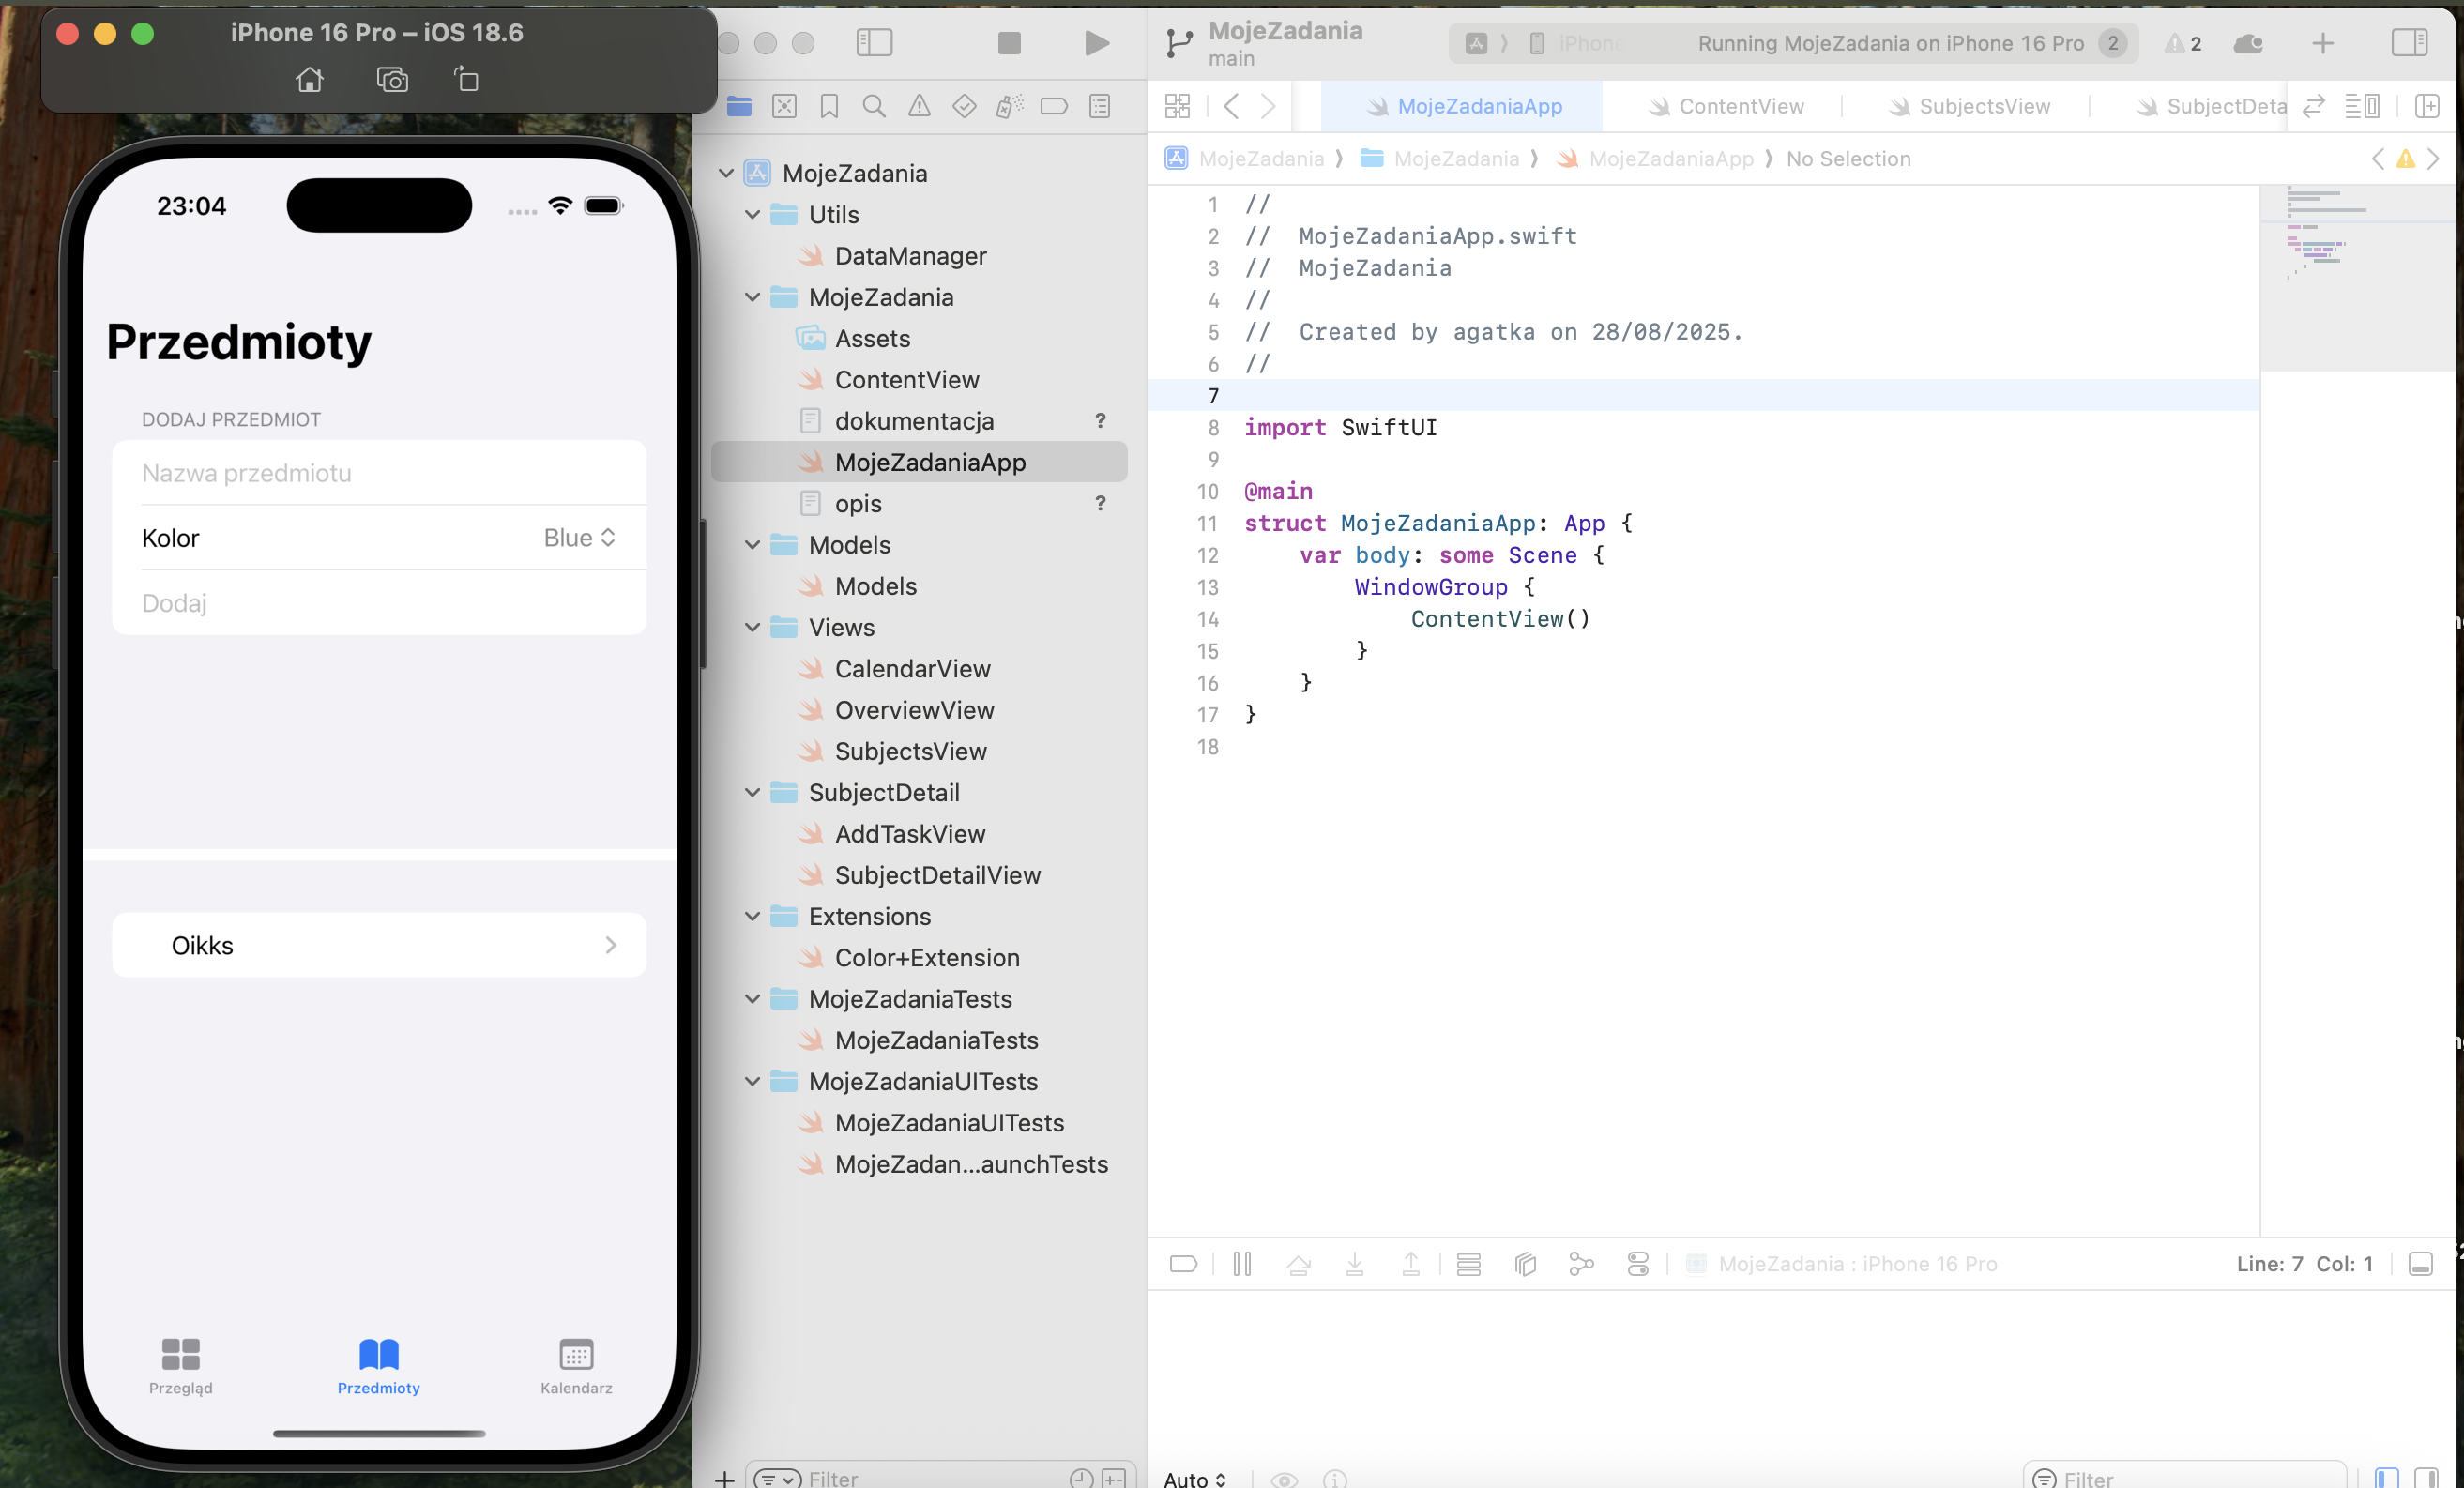 iPhone 16 Pro – iOS 18.6
23:04
Przedmioty
DODAJ PRZEDMIOT
Nazwa przedmiotu
Kolor
Blue
Dodaj
Oikks
Przegląd
Przedmioty
Kalendarz
MojeZadania
Utils
DataManager
MojeZadania
Assets
ContentView
dokumentacja ?
MojeZadaniaApp
opis ?
Models
Models
Views
CalendarView
OverviewView
SubjectsView
SubjectDetail
AddTaskView
SubjectDetailView
Extensions
Color+Extension
MojeZadaniaTests
MojeZadaniaTests
MojeZadaniaUITests
MojeZadaniaUITests
MojeZadan...aunchTests
Filter
MojeZadania
main
iPhone
Running MojeZadania on iPhone 16 Pro 2
2
MojeZadaniaApp
ContentView
SubjectsView
SubjectDeta
MojeZadania ⟩ MojeZadania ⟩ MojeZadaniaApp ⟩ No Selection
1 //
2 //  MojeZadaniaApp.swift
3 //  MojeZadania
4 //
5 //  Created by agatka on 28/08/2025.
6 //
7
8 import SwiftUI
9
10 @main
11 struct MojeZadaniaApp: App {
12     var body: some Scene {
13         WindowGroup {
14             ContentView()
15         }
16     }
17 }
18
MojeZadania : iPhone 16 Pro
Line: 7 Col: 1
Auto
Filter